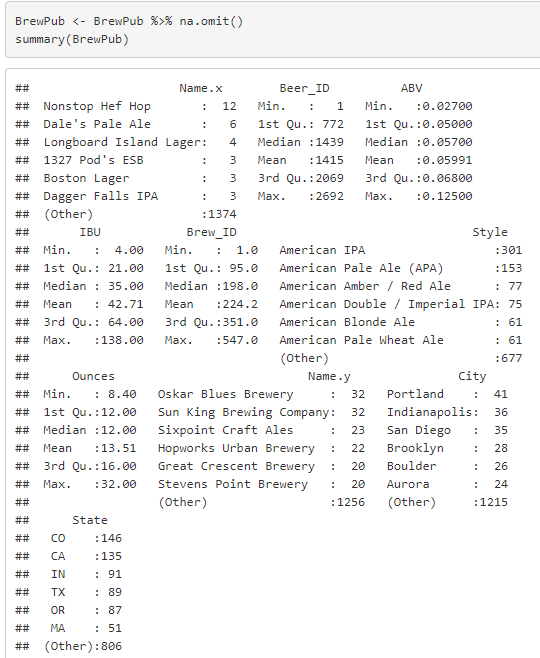 BrewPub <- BrewPub %>% na.omit()
summary(BrewPub)
##                     Name.x        Beer_ID          ABV
##  Nonstop Hef Hop       :  12   Min.   :   1   Min.   :0.02700
##  Dale's Pale Ale       :   6   1st Qu.: 772   1st Qu.:0.05000
##  Longboard Island Lager:   4   Median :1439   Median :0.05700
##  1327 Pod's ESB        :   3   Mean   :1415   Mean   :0.05991
##  Boston Lager          :   3   3rd Qu.:2069   3rd Qu.:0.06800
##  Dagger Falls IPA      :   3   Max.   :2692   Max.   :0.12500
##  (Other)               :1374
##       IBU            Brew_ID                                 Style
##  Min.   :  4.00   Min.   :  1.0   American IPA                  :301
##  1st Qu.: 21.00   1st Qu.: 95.0   American Pale Ale (APA)       :153
##  Median : 35.00   Median :198.0   American Amber / Red Ale      : 77
##  Mean   : 42.71   Mean   :224.2   American Double / Imperial IPA: 75
##  3rd Qu.: 64.00   3rd Qu.:351.0   American Blonde Ale           : 61
##  Max.   :138.00   Max.   :547.0   American Pale Wheat Ale       : 61
##                                   (Other)                       :677
##      Ounces                          Name.y               City
##  Min.   : 8.40   Oskar Blues Brewery     :  32   Portland    :  41
##  1st Qu.:12.00   Sun King Brewing Company:  32   Indianapolis:  36
##  Median :12.00   Sixpoint Craft Ales     :  23   San Diego   :  35
##  Mean   :13.51   Hopworks Urban Brewery  :  22   Brooklyn    :  28
##  3rd Qu.:16.00   Great Crescent Brewery  :  20   Boulder     :  26
##  Max.   :32.00   Stevens Point Brewery   :  20   Aurora      :  24
##                  (Other)                 :1256   (Other)     :1215
##      State
##   CO    :146
##   CA    :135
##   IN    : 91
##   TX    : 89
##   OR    : 87
##   MA    : 51
##  (Other):806